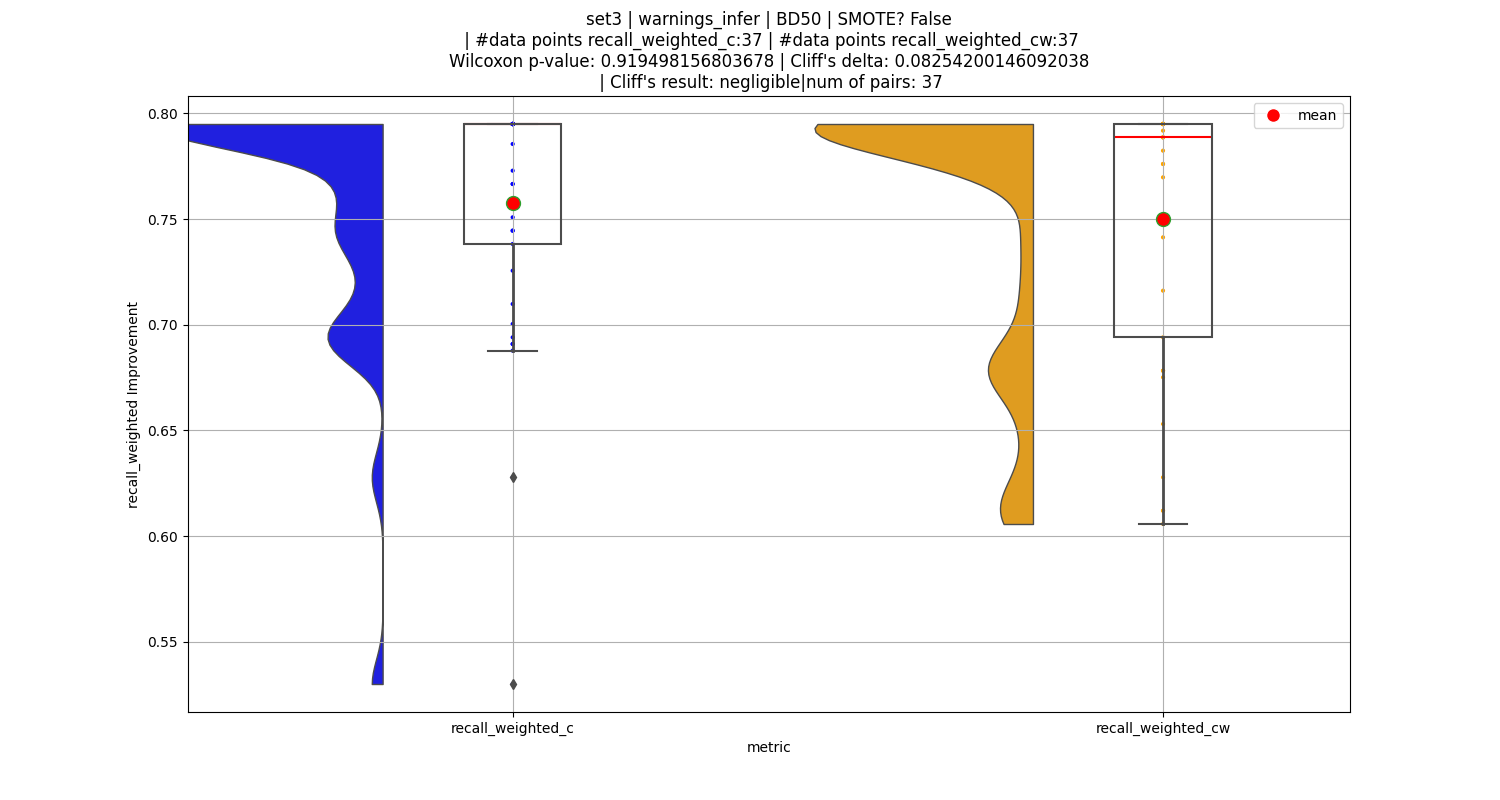 set3 | warnings_infer | BD50 | SMOTE? False
| #data points recall_weighted_c:37 | #data points recall_weighted_cw:37
Wilcoxon p-value: 0.919498156803678 | Cliff's delta: 0.08254200146092038
| Cliff's result: negligible|num of pairs: 37
mean
0.80
0.75
0.70
0.65
0.60
0.55
recall_weighted Improvement
recall_weighted_c
recall_weighted_cw
metric